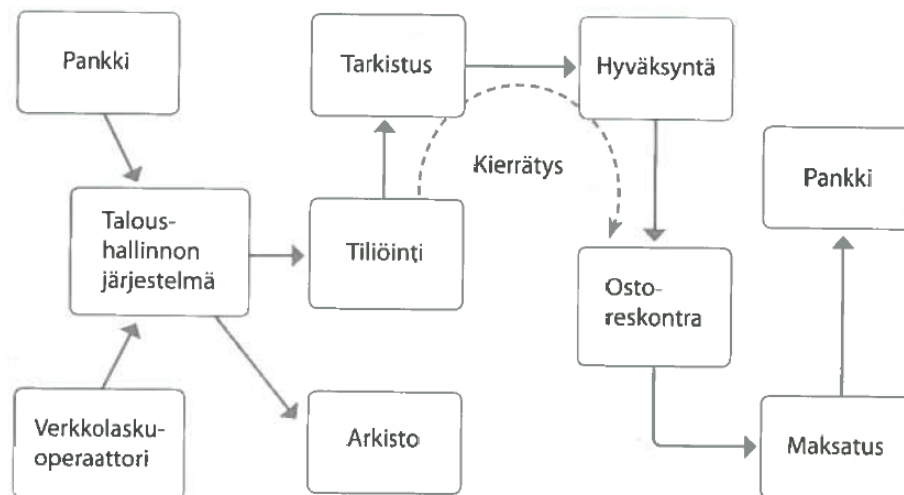 Pankki
Tarkistus
Hyväksyntä
Kierrätys
Pankki
Talous-
hallinnon
järjestelmä
Tiliöinti
Osto-
reskontra
Verkkolasku-
operaattori
Arkisto
Maksatus